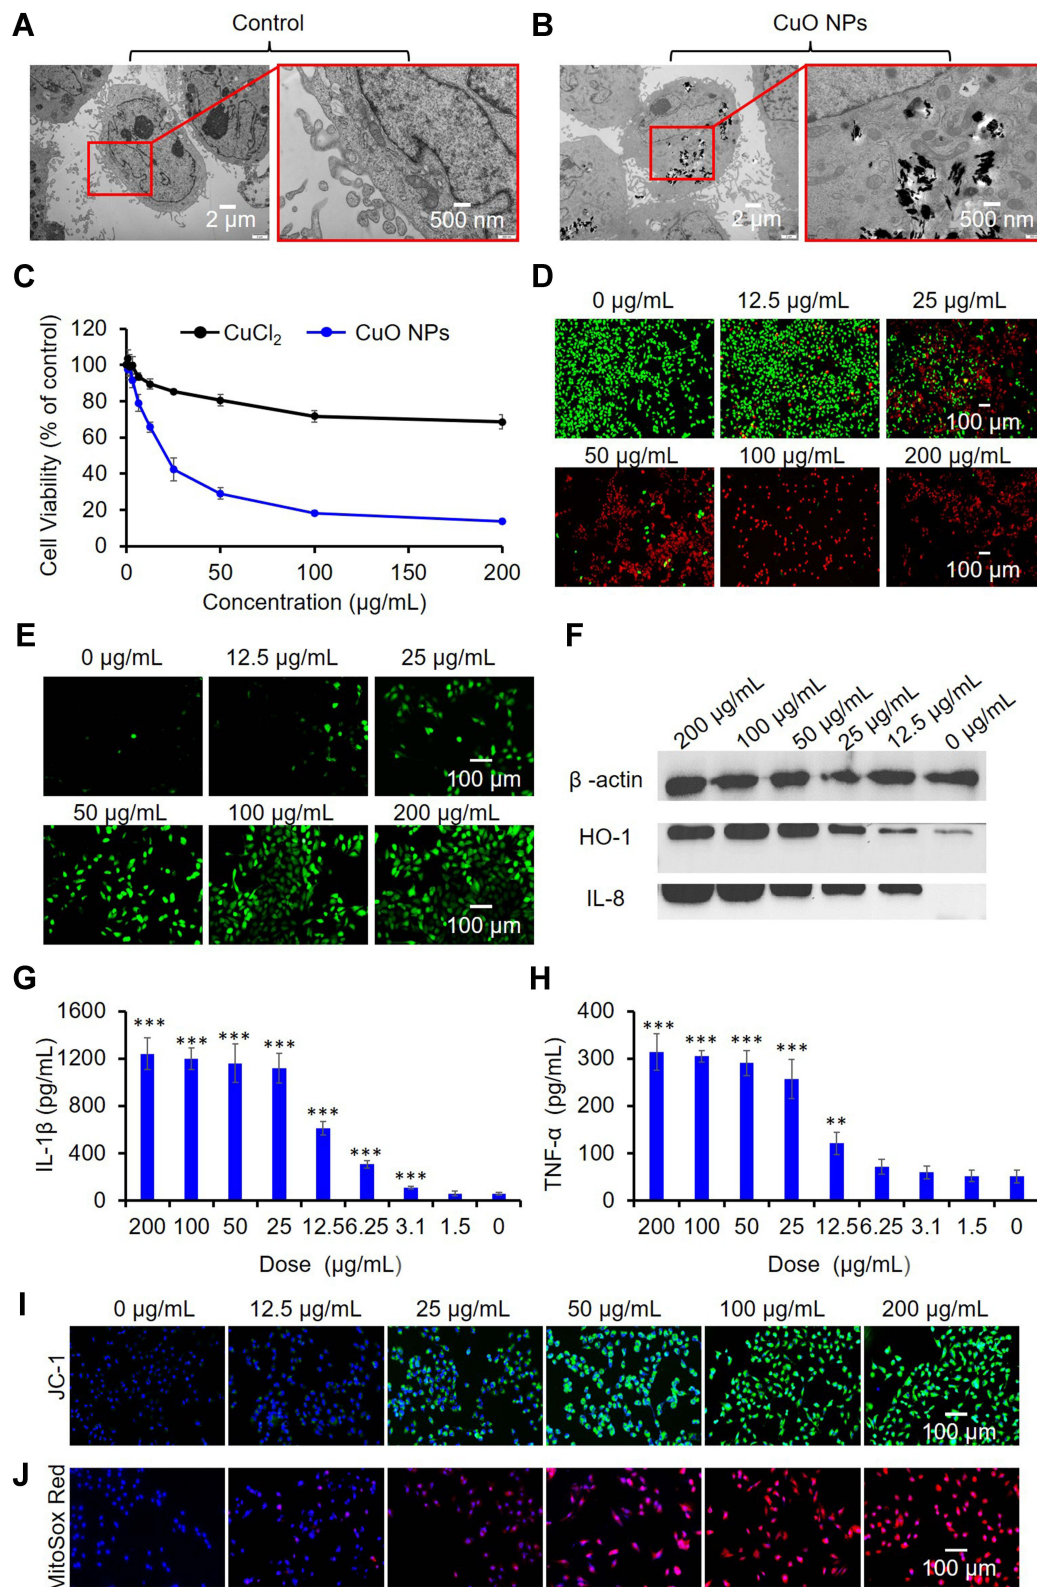 A
Control
2 µm
500 nm
B
CuO NPs
2 µm
500 nm
C
Cell Viability (% of control)
120
100
80
60
40
20
0
CuCl2
CuO NPs
0 50 100 150 200
Concentration (µg/mL)
D
0 µg/mL 12.5 µg/mL 25 µg/mL
100 µm
50 µg/mL 100 µg/mL 200 µg/mL
100 µm
E
0 µg/mL 12.5 µg/mL 25 µg/mL
100 µm
50 µg/mL 100 µg/mL 200 µg/mL
100 µm
F
200 µg/mL 100 µg/mL 50 µg/mL 25 µg/mL 12.5 µg/mL 0 µg/mL
β -actin
HO-1
IL-8
G
IL-1β (pg/mL)
1600
1200
800
400
0
*** *** *** *** *** *** ***
200 100 50 25 12.5 6.25 3.1 1.5 0
Dose (µg/mL)
H
TNF-α (pg/mL)
400
300
200
100
0
*** *** *** *** **
200 100 50 25 12.5 6.25 3.1 1.5 0
Dose (µg/mL)
I
0 µg/mL 12.5 µg/mL 25 µg/mL 50 µg/mL 100 µg/mL 200 µg/mL
JC-1
100 µm
J
MitoSox Red
100 µm